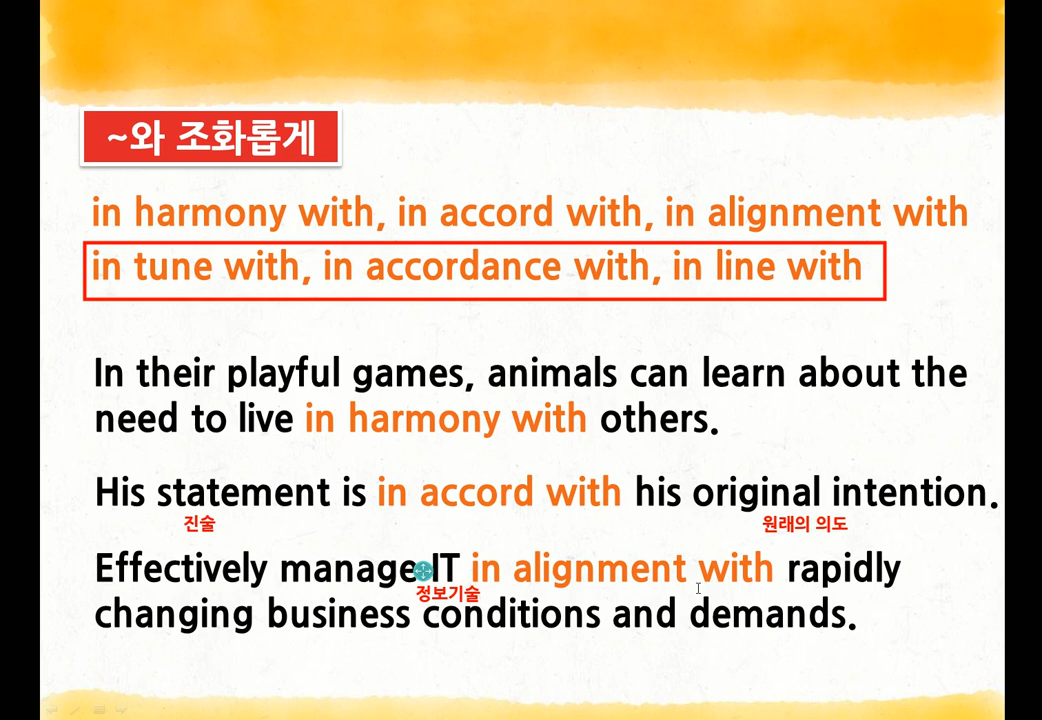 ~와 조화롭게
in harmony with, in accord with, in alignment with
in tune with, in accordance with, in line with
In their playful games, animals can learn about the
need to live in harmony with others.
His statement is in accord with his original intention.
진술 원래의 의도
Effectively manage IT in alignment with rapidly
정보기술
changing business conditions and demands.